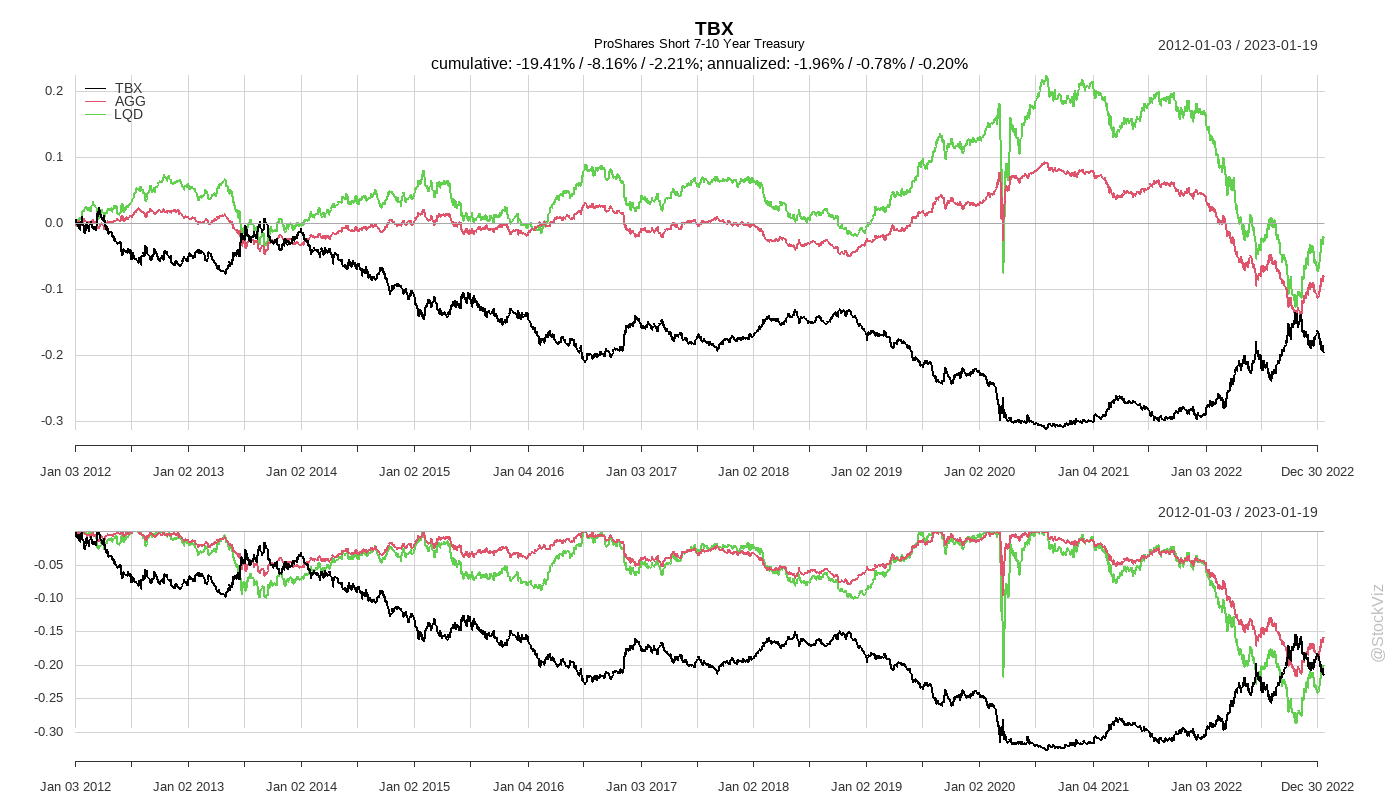 TBX
ProShares Short 7-10 Year Treasury
2012-01-03 / 2023-01-19
cumulative: -19.41% / -8.16% / -2.21%; annualized: -1.96% / -0.78% / -0.20%
TBX
AGG
LQD
0.2
0.1
0.0
-0.1
-0.2
-0.3
Jan 03 2012 Jan 02 2013 Jan 02 2014 Jan 02 2015 Jan 04 2016 Jan 03 2017 Jan 02 2018 Jan 02 2019 Jan 02 2020 Jan 04 2021 Jan 03 2022 Dec 30 2022
2012-01-03 / 2023-01-19
-0.05
-0.10
-0.15
-0.20
-0.25
-0.30
Jan 03 2012 Jan 02 2013 Jan 02 2014 Jan 02 2015 Jan 04 2016 Jan 03 2017 Jan 02 2018 Jan 02 2019 Jan 02 2020 Jan 04 2021 Jan 03 2022 Dec 30 2022
@StockViz